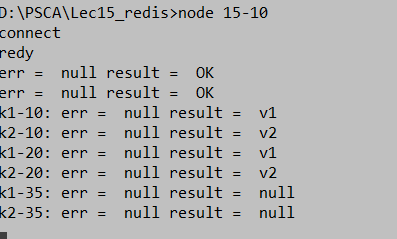 D:\PSCA\Lec15_redis>node 15-10
connect
redy
err =  null result =  OK
err =  null result =  OK
k1-10: err =  null result =  v1
k2-10: err =  null result =  v2
k1-20: err =  null result =  v1
k2-20: err =  null result =  v2
k1-35: err =  null result =  null
k2-35: err =  null result =  null